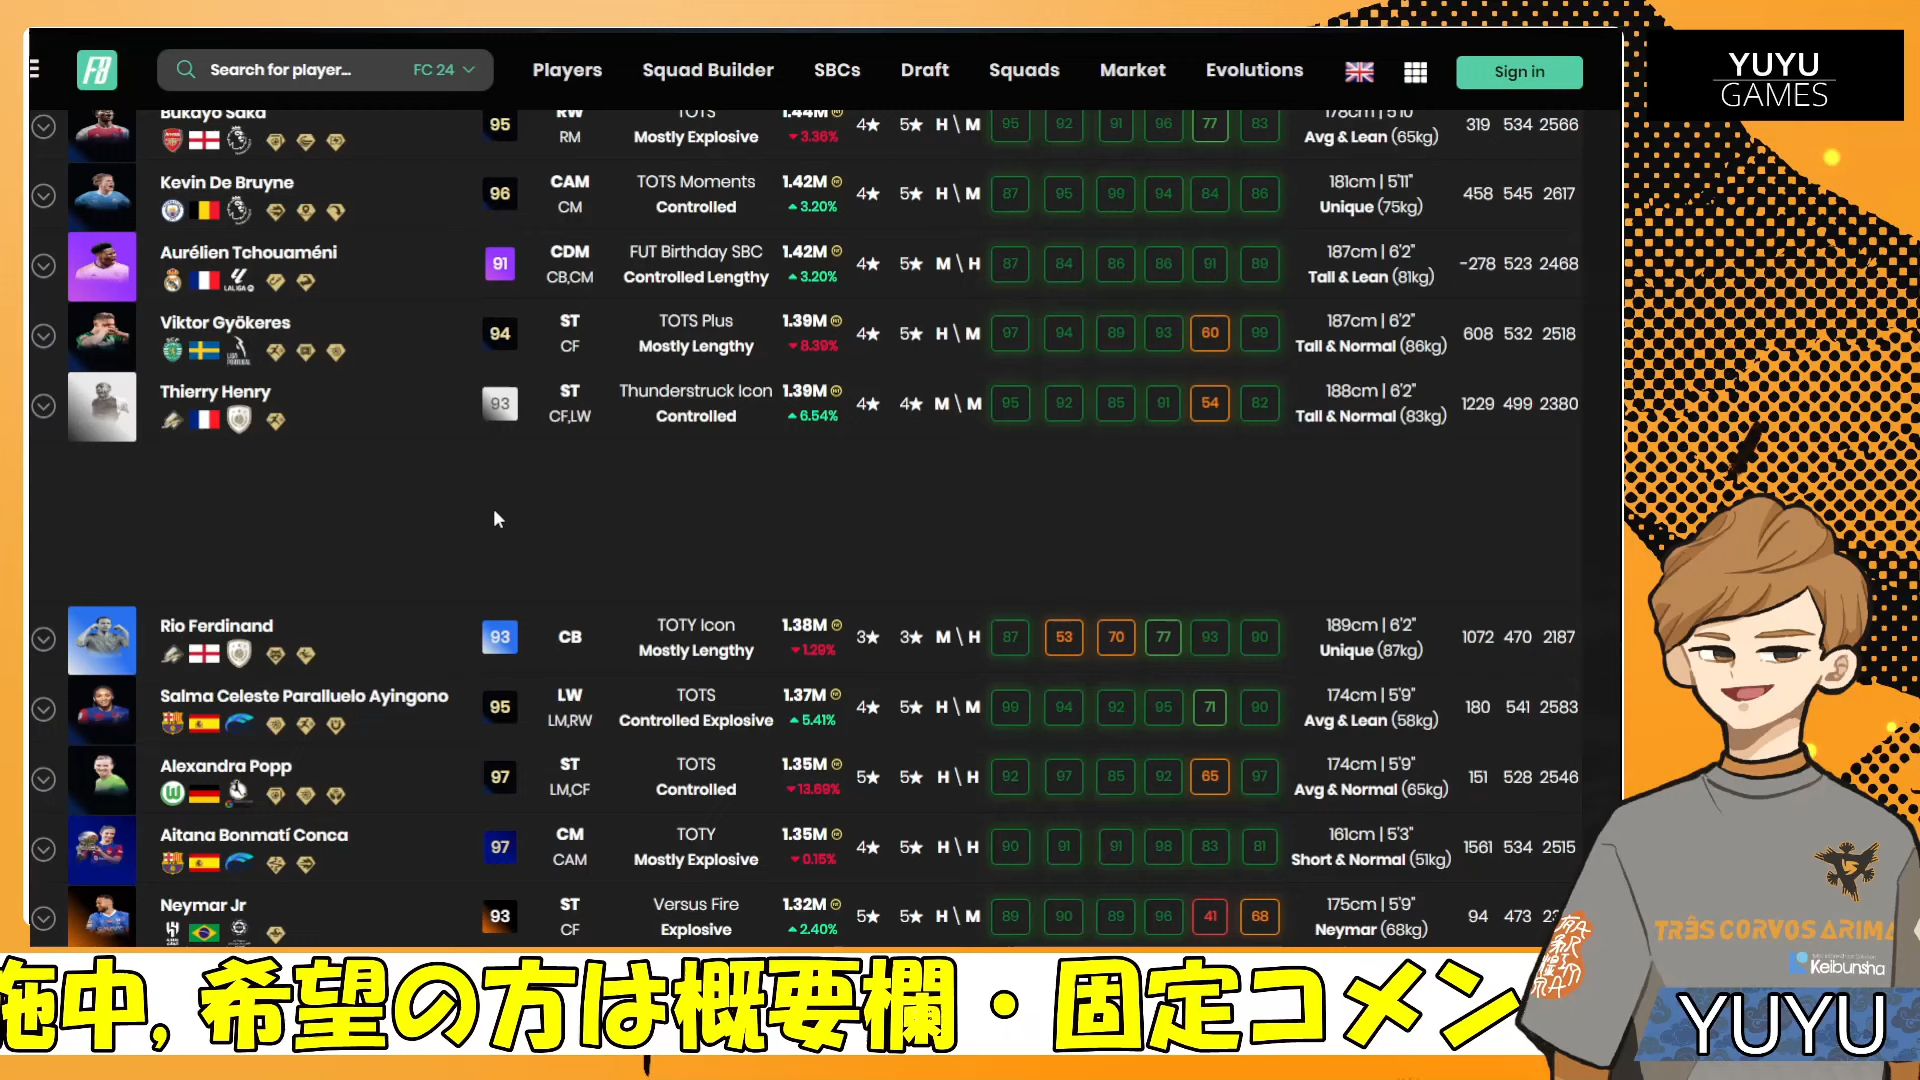 F8 Search for player... FC 24 Players Squad Builder SBCs Draft Squads Market Evolutions Sign in
YUYU
GAMES
Bukayo Saka 95 RW TOTS 1.44M 4★ 5★ H \ M 95 92 91 96 77 83 178cm | 5'10" 319 534 2566
RM Mostly Explosive 3.36% Avg & Lean (65kg)
Kevin De Bruyne 96 CAM TOTS Moments 1.42M 4★ 5★ H \ M 87 95 99 94 84 86 181cm | 5'11" 458 545 2617
CM Controlled 3.20% Unique (75kg)
Aurélien Tchouaméni 91 CDM FUT Birthday SBC 1.42M 4★ 5★ M \ H 87 84 86 86 91 89 187cm | 6'2" -278 523 2468
CB,CM Controlled Lengthy 3.20% Tall & Lean (81kg)
Viktor Gyökeres 94 ST TOTS Plus 1.39M 4★ 5★ H \ M 97 94 89 93 60 99 187cm | 6'2" 608 532 2518
CF Mostly Lengthy 8.39% Tall & Normal (86kg)
Thierry Henry 93 ST Thunderstruck Icon 1.39M 4★ 4★ M \ M 95 92 85 91 54 82 188cm | 6'2" 1229 499 2380
CF,LW Controlled 6.54% Tall & Normal (83kg)
Rio Ferdinand 93 CB TOTY Icon 1.38M 3★ 3★ M \ H 87 53 70 77 93 90 189cm | 6'2" 1072 470 2187
Mostly Lengthy 1.29% Unique (87kg)
Salma Celeste Paralluelo Ayingono 95 LW TOTS 1.37M 4★ 5★ H \ M 99 94 92 95 71 90 174cm | 5'9" 180 541 2583
LM,RW Controlled Explosive 5.41% Avg & Lean (58kg)
Alexandra Popp 97 ST TOTS 1.35M 5★ 5★ H \ H 92 97 85 92 65 97 174cm | 5'9" 151 528 2546
LM,CF Controlled 13.69% Avg & Normal (65kg)
Aitana Bonmatí Conca 97 CM TOTY 1.35M 4★ 5★ H \ H 90 91 91 98 83 81 161cm | 5'3" 1561 534 2515
CAM Mostly Explosive 0.15% Short & Normal (51kg)
Neymar Jr 93 ST Versus Fire 1.32M 5★ 5★ H \ M 89 90 89 96 41 68 175cm | 5'9" 94 473
CF Explosive 2.40% Neymar (68kg)
TRÊS CORVOS ARIMA
Keibunsha
施中, 希望の方は概要欄・固定コメン
YUYU